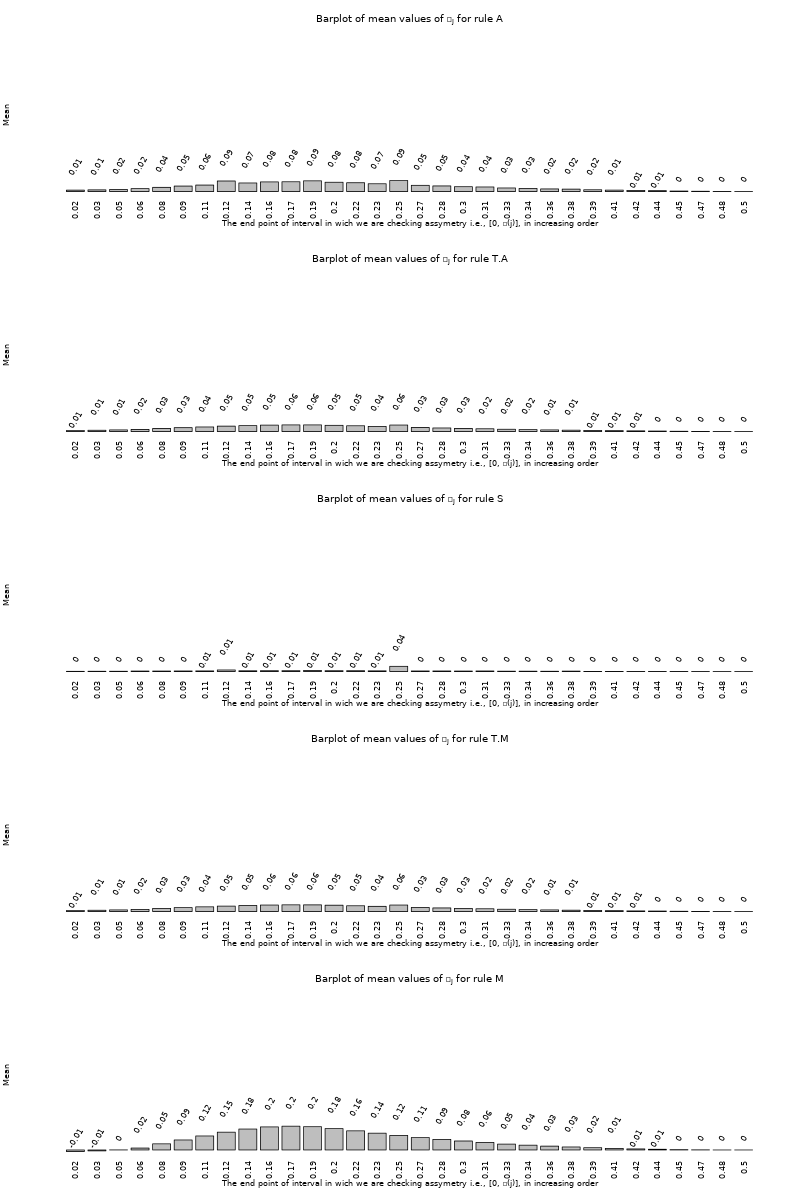 Barplot of mean values of □j for rule A
Mean
0.01 0.01 0.02 0.02 0.04 0.05 0.06 0.09 0.07 0.08 0.08 0.09 0.08 0.08 0.07 0.09 0.05 0.05 0.04 0.04 0.03 0.03 0.02 0.02 0.02 0.01 0.01 0.01 0 0 0 0
0.02 0.03 0.05 0.06 0.08 0.09 0.11 0.12 0.14 0.16 0.17 0.19 0.2 0.22 0.23 0.25 0.27 0.28 0.3 0.31 0.33 0.34 0.36 0.38 0.39 0.41 0.42 0.44 0.45 0.47 0.48 0.5
The end point of interval in wich we are checking assymetry i.e., [0, □(j)], in increasing order
Barplot of mean values of □j for rule T.A
Mean
0.01 0.01 0.01 0.02 0.03 0.03 0.04 0.05 0.05 0.05 0.06 0.06 0.05 0.05 0.04 0.06 0.03 0.03 0.03 0.02 0.02 0.02 0.01 0.01 0.01 0.01 0.01 0 0 0 0 0
0.02 0.03 0.05 0.06 0.08 0.09 0.11 0.12 0.14 0.16 0.17 0.19 0.2 0.22 0.23 0.25 0.27 0.28 0.3 0.31 0.33 0.34 0.36 0.38 0.39 0.41 0.42 0.44 0.45 0.47 0.48 0.5
The end point of interval in wich we are checking assymetry i.e., [0, □(j)], in increasing order
Barplot of mean values of □j for rule S
Mean
0 0 0 0 0 0 0.01 0.01 0.01 0.01 0.01 0.01 0.01 0.01 0.01 0.04 0 0 0 0 0 0 0 0 0 0 0 0 0 0 0 0
0.02 0.03 0.05 0.06 0.08 0.09 0.11 0.12 0.14 0.16 0.17 0.19 0.2 0.22 0.23 0.25 0.27 0.28 0.3 0.31 0.33 0.34 0.36 0.38 0.39 0.41 0.42 0.44 0.45 0.47 0.48 0.5
The end point of interval in wich we are checking assymetry i.e., [0, □(j)], in increasing order
Barplot of mean values of □j for rule T.M
Mean
0.01 0.01 0.01 0.02 0.03 0.03 0.04 0.05 0.05 0.06 0.06 0.06 0.05 0.05 0.04 0.06 0.03 0.03 0.03 0.02 0.02 0.02 0.01 0.01 0.01 0.01 0.01 0 0 0 0 0
0.02 0.03 0.05 0.06 0.08 0.09 0.11 0.12 0.14 0.16 0.17 0.19 0.2 0.22 0.23 0.25 0.27 0.28 0.3 0.31 0.33 0.34 0.36 0.38 0.39 0.41 0.42 0.44 0.45 0.47 0.48 0.5
The end point of interval in wich we are checking assymetry i.e., [0, □(j)], in increasing order
Barplot of mean values of □j for rule M
Mean
-0.01 -0.01 0 0.02 0.05 0.09 0.12 0.15 0.18 0.2 0.2 0.2 0.18 0.16 0.14 0.12 0.11 0.09 0.08 0.06 0.05 0.04 0.03 0.03 0.02 0.01 0.01 0.01 0 0 0 0
0.02 0.03 0.05 0.06 0.08 0.09 0.11 0.12 0.14 0.16 0.17 0.19 0.2 0.22 0.23 0.25 0.27 0.28 0.3 0.31 0.33 0.34 0.36 0.38 0.39 0.41 0.42 0.44 0.45 0.47 0.48 0.5
The end point of interval in wich we are checking assymetry i.e., [0, □(j)], in increasing order